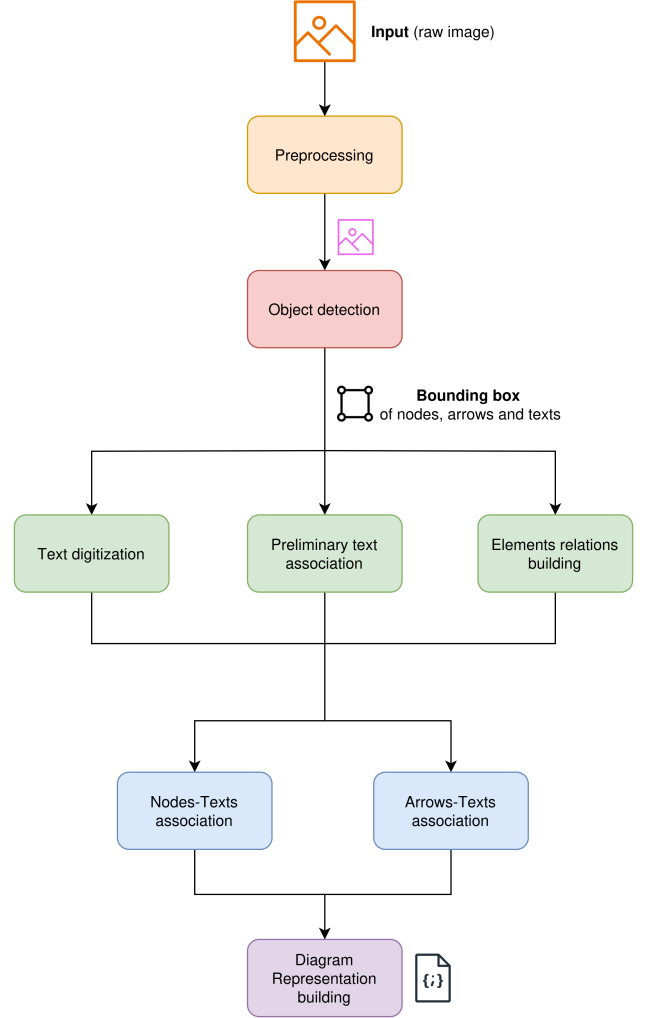 Input (raw image)
Preprocessing
Object detection
Bounding box
of nodes, arrows and texts
Text digitization
Preliminary text
association
Elements relations
building
Nodes-Texts
association
Arrows-Texts
association
Diagram
Representation
building
{;}